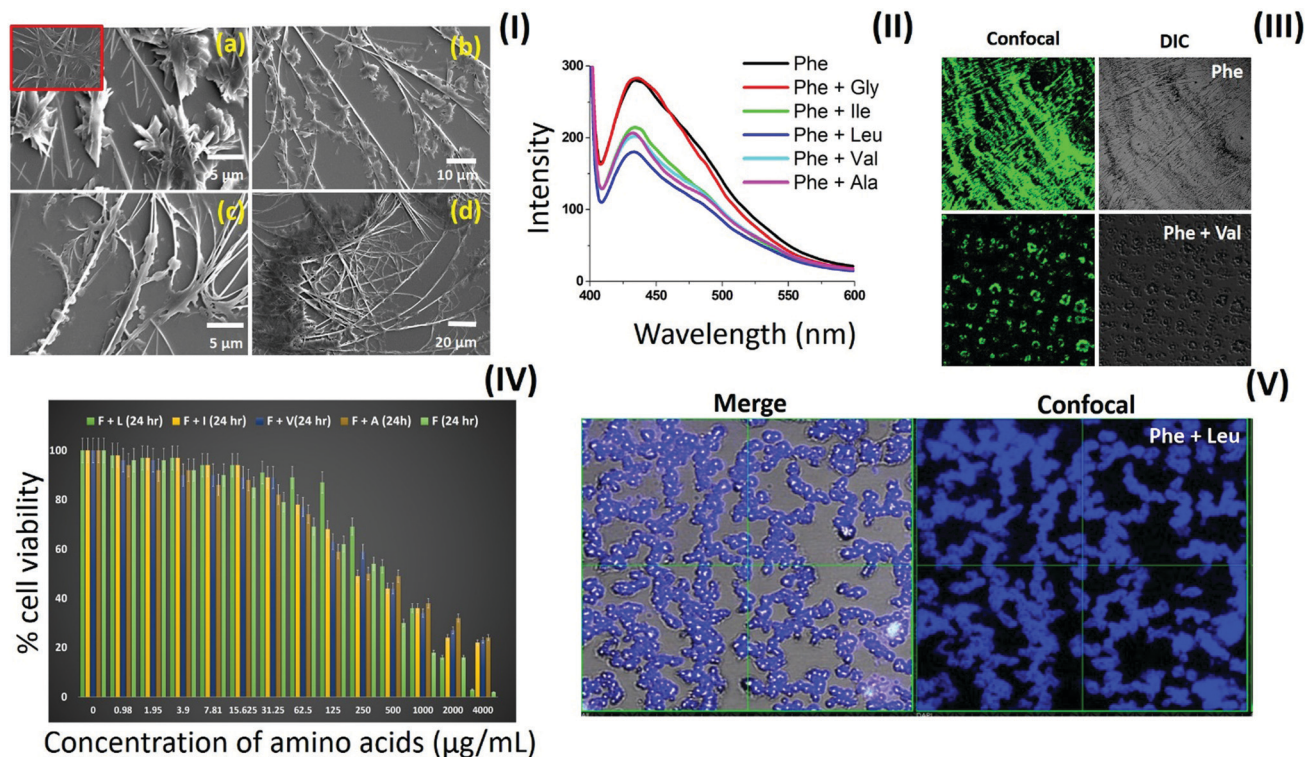 (I)
(a)
5 µm
(b)
10 µm
(c)
5 µm
(d)
20 µm
(II)
300
200
100
0
Intensity
Phe
Phe + Gly
Phe + Ile
Phe + Leu
Phe + Val
Phe + Ala
400 450 500 550 600
Wavelength (nm)
(III)
Confocal DIC
Phe
Phe + Val
(IV)
F + L (24 hr) F + I (24 hr) F + V(24 hr) F + A (24h) F (24 hr)
100
80
60
40
20
0
% cell viability
0 0.98 1.95 3.9 7.81 15.625 31.25 62.5 125 250 500 1000 2000 4000
Concentration of amino acids (µg/mL)
(V)
Merge Confocal
Phe + Leu